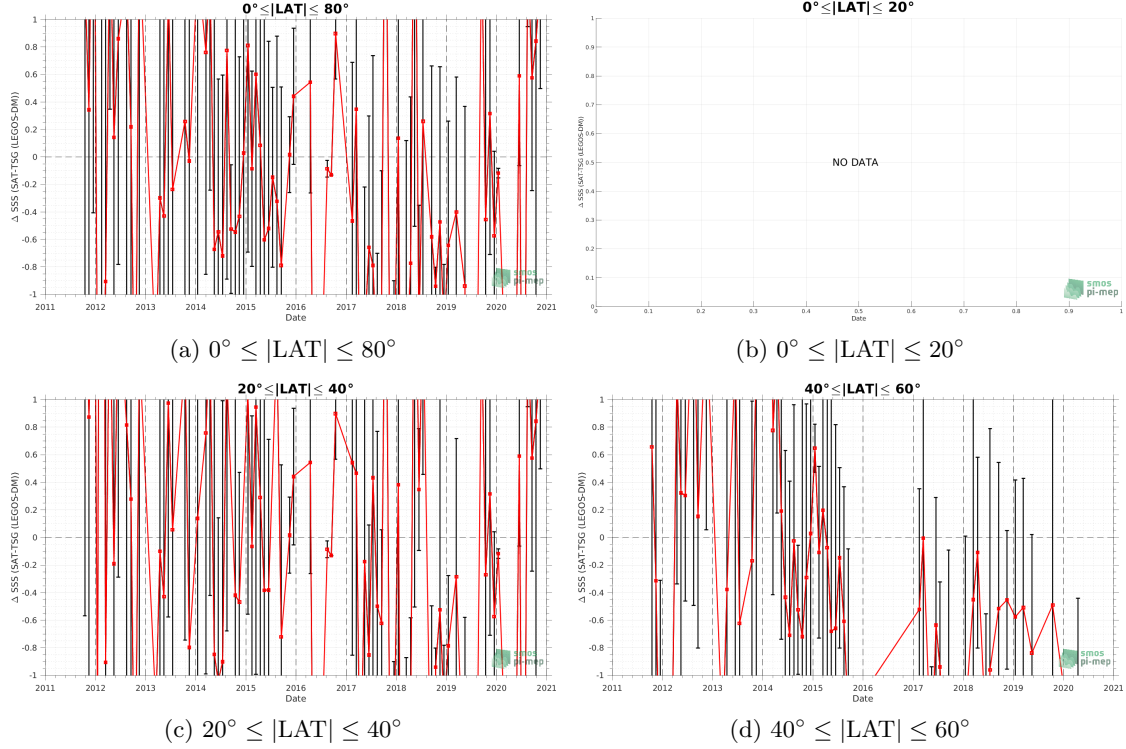 0°≤|LAT|≤ 80°
Δ SSS (SAT-TSG (LEGOS-DM))
1
0.8
0.6
0.4
0.2
0
-0.2
-0.4
-0.6
-0.8
-1
2011 2012 2013 2014 2015 2016 2017 2018 2019 2020 2021
Date
smos
pi-mep
(a) 0° ≤ |LAT| ≤ 80°
0°≤|LAT|≤ 20°
Δ SSS (SAT-TSG (LEGOS-DM))
1
0.9
0.8
0.7
0.6
0.5
0.4
0.3
0.2
0.1
0
NO DATA
0 0.1 0.2 0.3 0.4 0.5 0.6 0.7 0.8 0.9 1
Date
smos
pi-mep
(b) 0° ≤ |LAT| ≤ 20°
20°≤|LAT|≤ 40°
Δ SSS (SAT-TSG (LEGOS-DM))
1
0.8
0.6
0.4
0.2
0
-0.2
-0.4
-0.6
-0.8
-1
2011 2012 2013 2014 2015 2016 2017 2018 2019 2020 2021
Date
smos
pi-mep
(c) 20° ≤ |LAT| ≤ 40°
40°≤|LAT|≤ 60°
Δ SSS (SAT-TSG (LEGOS-DM))
1
0.8
0.6
0.4
0.2
0
-0.2
-0.4
-0.6
-0.8
-1
2011 2012 2013 2014 2015 2016 2017 2018 2019 2020 2021
Date
smos
pi-mep
(d) 40° ≤ |LAT| ≤ 60°